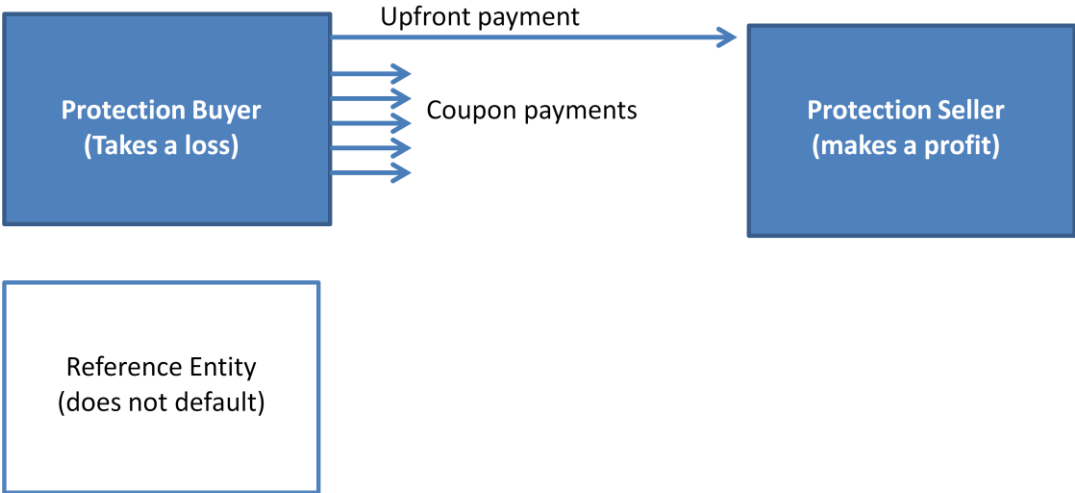 Upfront payment
Protection Buyer
(Takes a loss)
Coupon payments
Protection Seller
(makes a profit)
Reference Entity
(does not default)